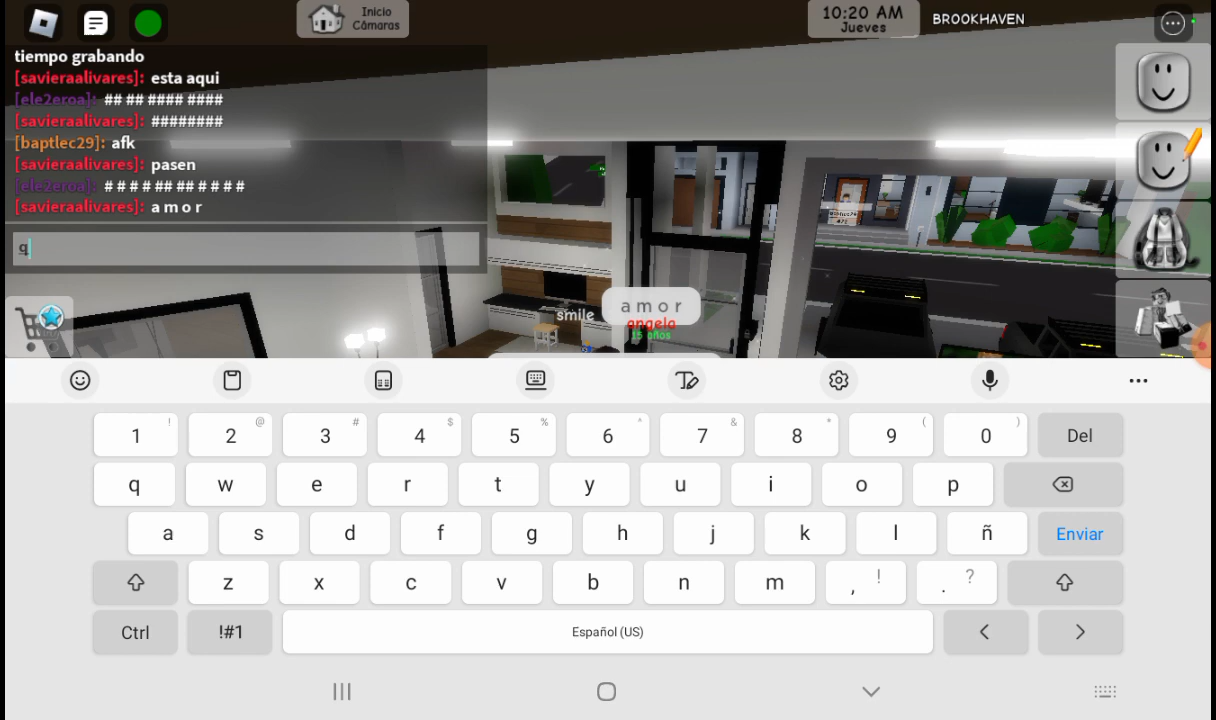 Inicio
Cámaras
10:20 AM
Jueves
BROOKHAVEN
tiempo grabando
[savieraalivares]: esta aqui
[ele2eroa]: ## ## #### ####
[savieraalivares]: ########
[baptlec29]: afk
[savieraalivares]: pasen
[ele2eroa]: # # # # ## ## # # # #
[savieraalivares]: a m o r
q
a m o r
smile
angela
15 años
1 ! 2 @ 3 # 4 $ 5 % 6 ^ 7 & 8 * 9 ( 0 ) Del
q w e r t y u i o p
a s d f g h j k l ñ Enviar
z x c v b n m , ! . ?
Ctrl !#1 Español (US) < >